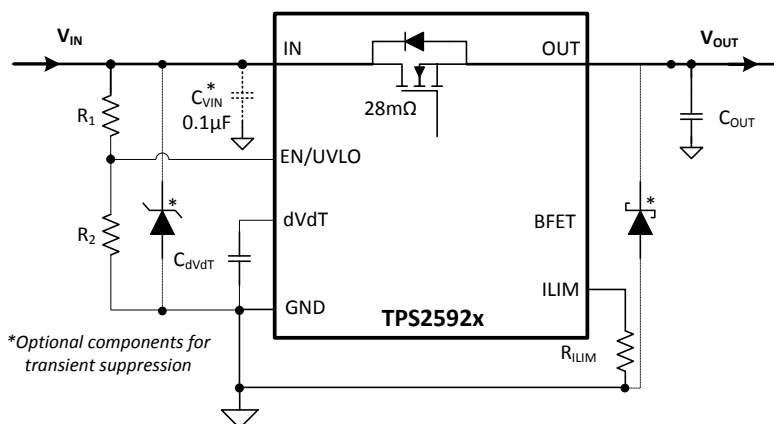 VIN
VOUT
IN
OUT
CVIN*
0.1µF
28mΩ
R1
COUT
EN/UVLO
*
*
R2
dVdT
BFET
CdVdT
ILIM
GND
TPS2592x
*Optional components for
transient suppression
RILIM